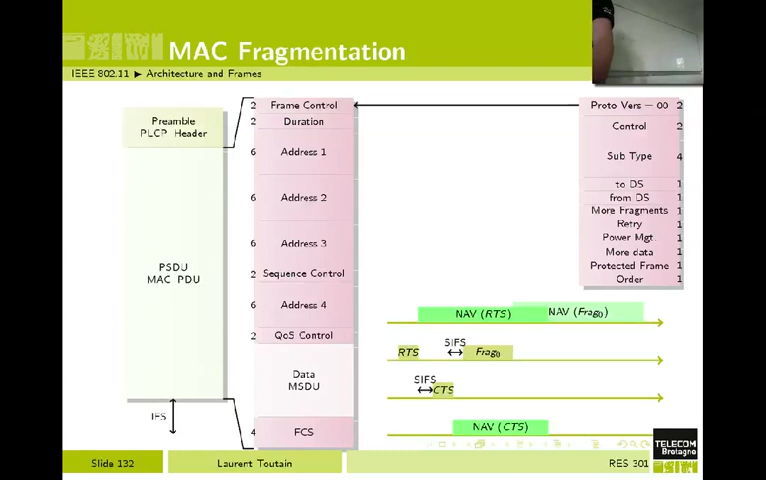 MAC Fragmentation
IEEE 802.11 ▶ Architecture and Frames
Preamble
PLCP Header
PSDU
MAC PDU
IFS
2 Frame Control
2 Duration
6 Address 1
6 Address 2
6 Address 3
2 Sequence Control
6 Address 4
2 QoS Control
Data
MSDU
4 FCS
Proto Vers — 00 2
Control 2
Sub Type 4
to DS 1
from DS 1
More Fragments 1
Retry 1
Power Mgt. 1
More data 1
Protected Frame 1
Order 1
NAV (RTS)
NAV (Frag0)
RTS
SIFS
Frag0
SIFS
CTS
NAV (CTS)
Slide 132
Laurent Toutain
RES 301
TELECOM
Bretagne